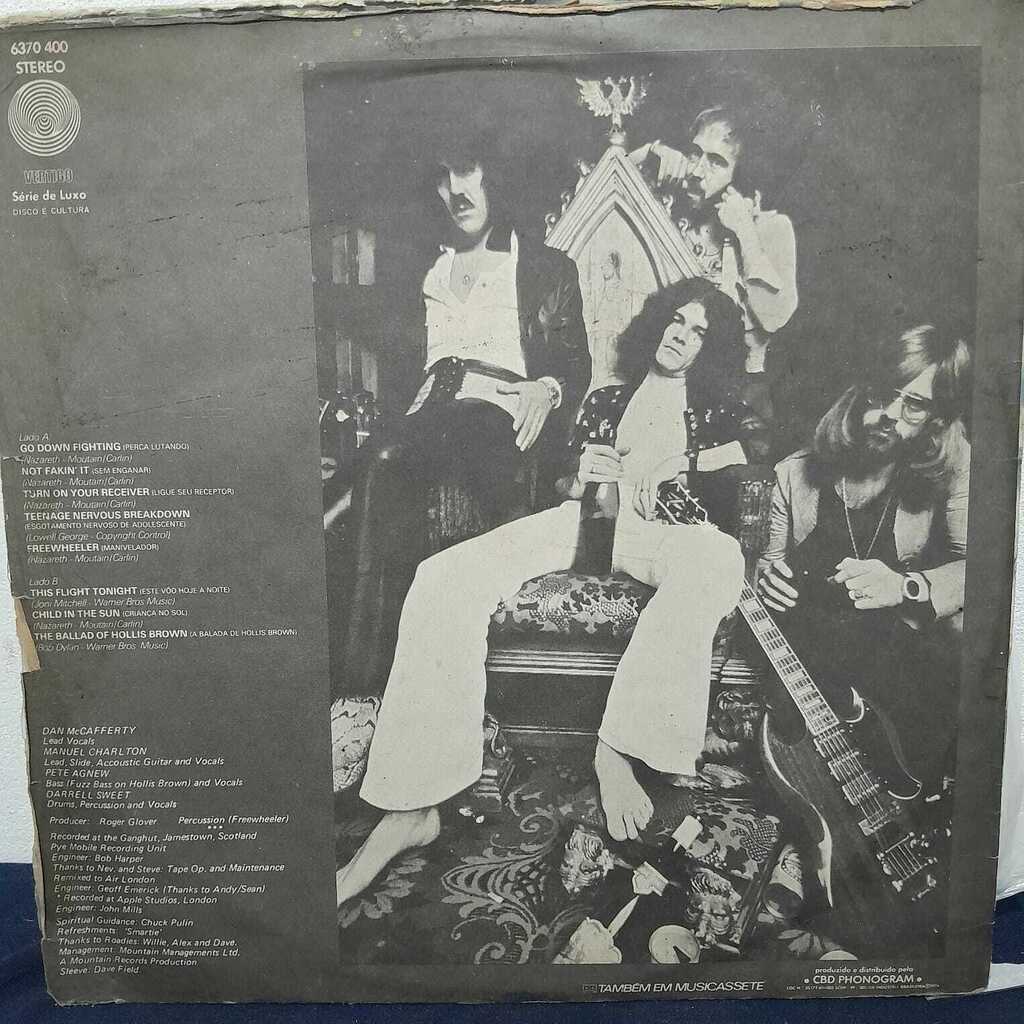 6370 400
STEREO
VERTIGO
Série de Luxo
DISCO E CULTURA
Lado A
GO DOWN FIGHTING (PERCA LUTANDO)
(Nazareth - Moutain/Carlin)
NOT FAKIN' IT (SEM ENGANAR)
(Nazareth - Moutain/Carlin)
TURN ON YOUR RECEIVER (LIGUE SEU RECEPTOR)
(Nazareth - Moutain/Carlin)
TEENAGE NERVOUS BREAKDOWN
(ESGOTAMENTO NERVOSO DE ADOLESCENTE)
(Lowell George - Copyright Control)
FREEWHEELER (MANIVELADOR)
(Nazareth - Moutain/Carlin)
Lado B
THIS FLIGHT TONIGHT (ESTE VÔO HOJE À NOITE)
(Joni Mitchell - Warner Bros Music)
CHILD IN THE SUN (CRIANÇA NO SOL)
(Nazareth - Moutain/Carlin)
THE BALLAD OF HOLLIS BROWN (A BALADA DE HOLLIS BROWN)
(Bob Dylan - Warner Bros Music)
DAN McCAFFERTY
Lead Vocals
MANUEL CHARLTON
Lead, Slide, Accoustic Guitar and Vocals
PETE AGNEW
Bass (Fuzz Bass on Hollis Brown) and Vocals
DARRELL SWEET
Drums, Percussion and Vocals
Producer: Roger Glover Percussion (Freewheeler)
***
Recorded at the Ganghut, Jamestown, Scotland
Pye Mobile Recording Unit
Engineer: Bob Harper
Thanks to Nev. and Steve: Tape Op. and Maintenance
Remixed to Air London
Engineer: Geoff Emerick (Thanks to Andy/Sean)
* Recorded at Apple Studios, London
Engineer: John Mills
Spiritual Guidance: Chuck Pulin
Refreshments: 'Smartie'
Thanks to Roadies: Willie, Alex and Dave.
Management: Mountain Managements Ltd.
A Mountain Records Production
Sleeve: Dave Field.
TAMBÉM EM MUSICASSETE
produzido e distribuido pela
• CBD PHONOGRAM •